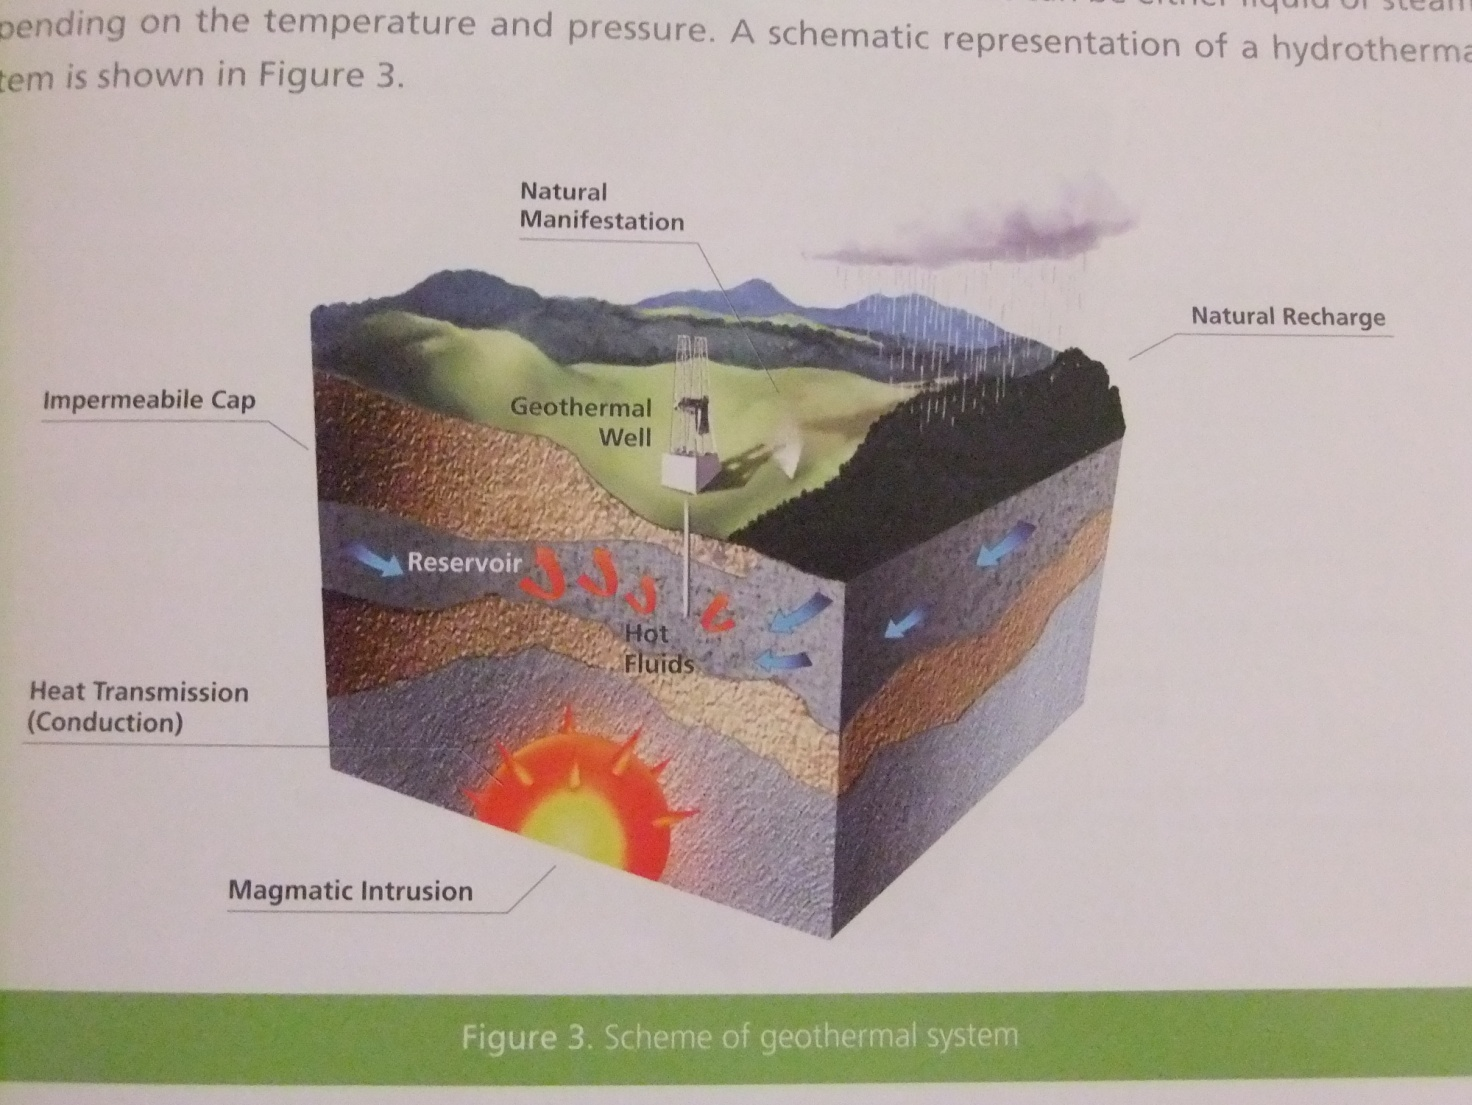 pending on the temperature and pressure. A schematic representation of a hydrotherma
tem is shown in Figure 3.
Natural
Manifestation
Natural Recharge
Impermeabile Cap
Geothermal
Well
Reservoir
Hot
Fluids
Heat Transmission
(Conduction)
Magmatic Intrusion
Figure 3. Scheme of geothermal system